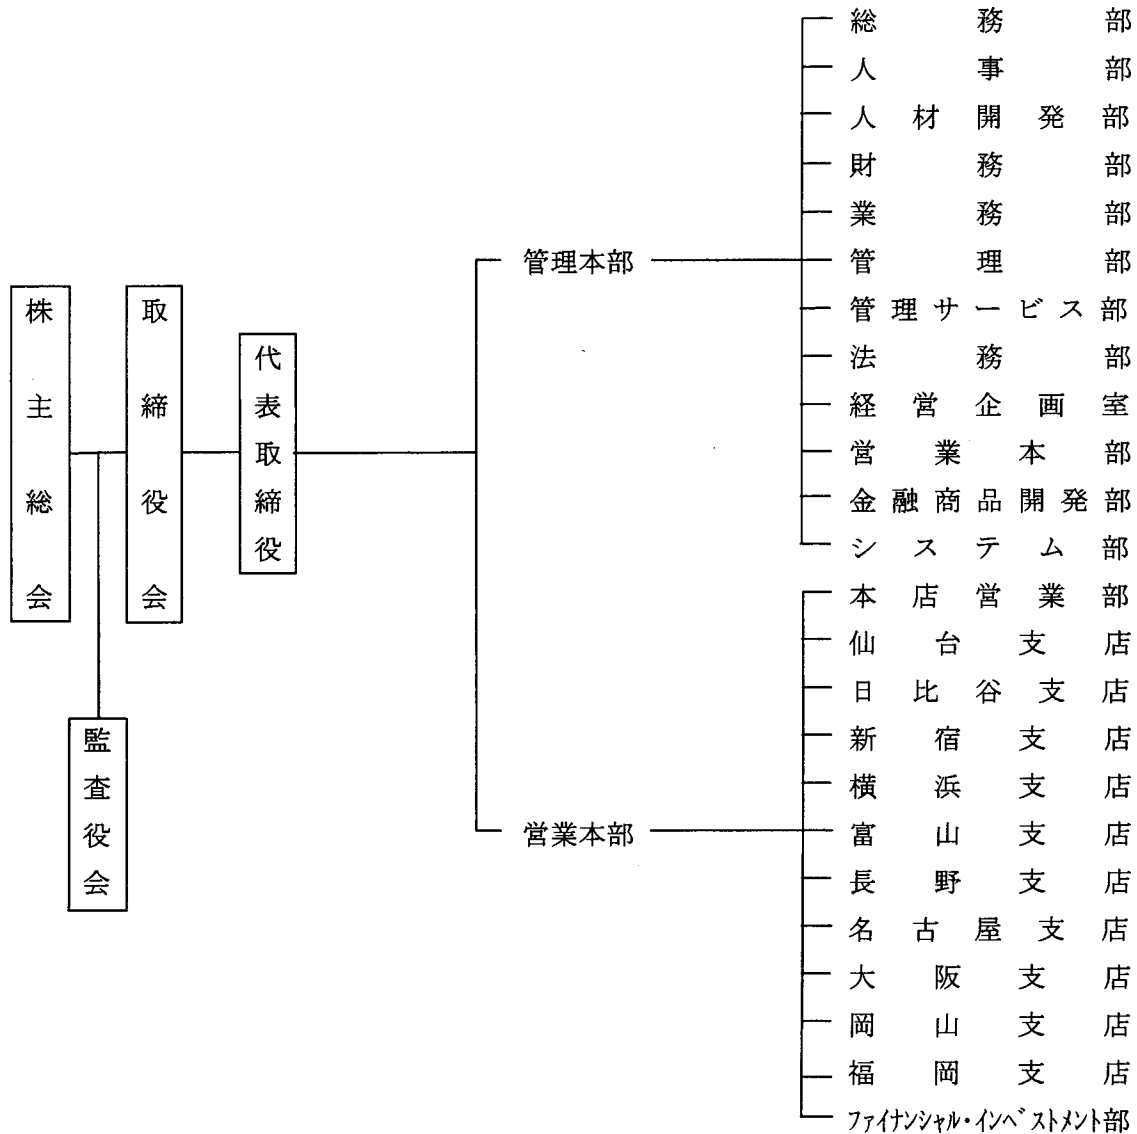 株主総会
取締役会
代表取締役
監査役会
管理本部
総務部
人事部
人材開発部
財務部
業務部
管理部
管理サービス部
法務部
経営企画室
営業本部
金融商品開発部
システム部
営業本部
本店営業部
仙台支店
日比谷支店
新宿支店
横浜支店
富山支店
長野支店
名古屋支店
大阪支店
岡山支店
福岡支店
ファイナンシャル・インベストメント部